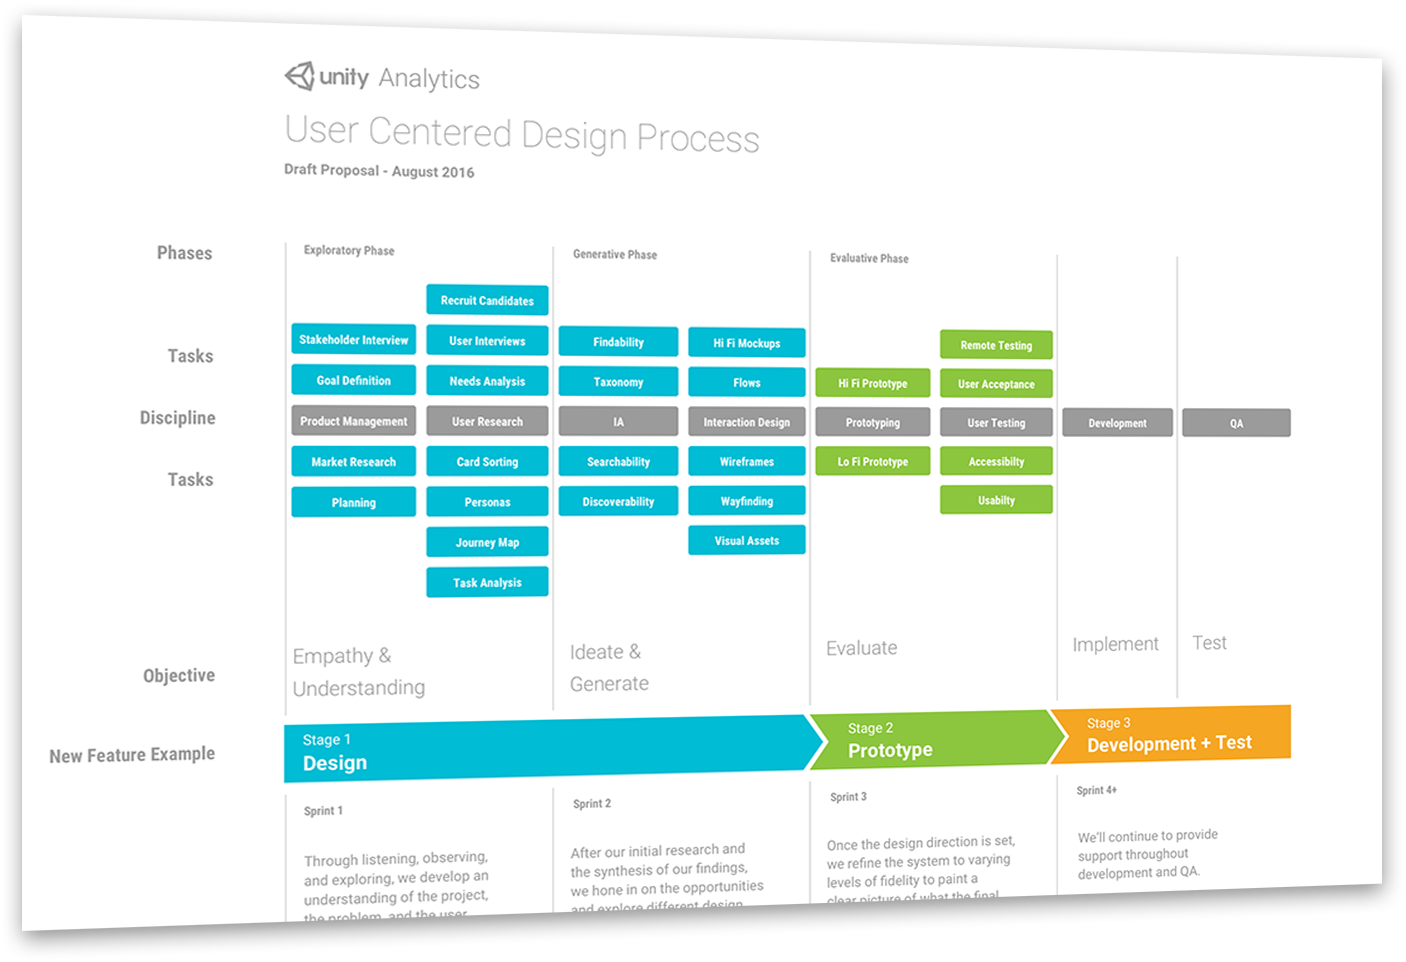 unity Analytics
User Centered Design Process
Draft Proposal - August 2016
Phases
Exploratory Phase
Generative Phase
Evaluative Phase
Tasks
Recruit Candidates
Stakeholder Interview
User Interviews
Findability
Hi Fi Mockups
Remote Testing
Goal Definition
Needs Analysis
Taxonomy
Flows
Hi Fi Prototype
User Acceptance
Discipline
Product Management
User Research
IA
Interaction Design
Prototyping
User Testing
Development
QA
Tasks
Market Research
Card Sorting
Searchability
Wireframes
Lo Fi Prototype
Accessibilty
Planning
Personas
Discoverability
Wayfinding
Usabilty
Journey Map
Visual Assets
Task Analysis
Objective
Empathy &
Understanding
Ideate &
Generate
Evaluate
Implement
Test
New Feature Example
Stage 1
Design
Stage 2
Prototype
Stage 3
Development + Test
Sprint 1
Through listening, observing,
and exploring, we develop an
understanding of the project,
the problem, and the user
Sprint 2
After our initial research and
the synthesis of our findings,
we hone in on the opportunities
and explore different design
Sprint 3
Once the design direction is set,
we refine the system to varying
levels of fidelity to paint a
clear picture of what the final
Sprint 4+
We'll continue to provide
support throughout
development and QA.